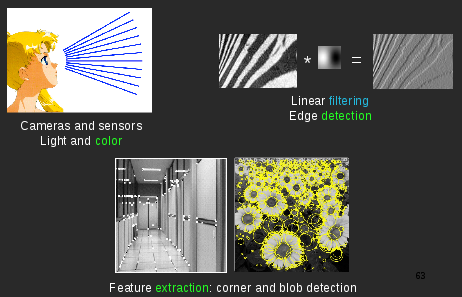 * =
Linear filtering
Edge detection
Cameras and sensors
Light and color
63
Feature extraction: corner and blob detection